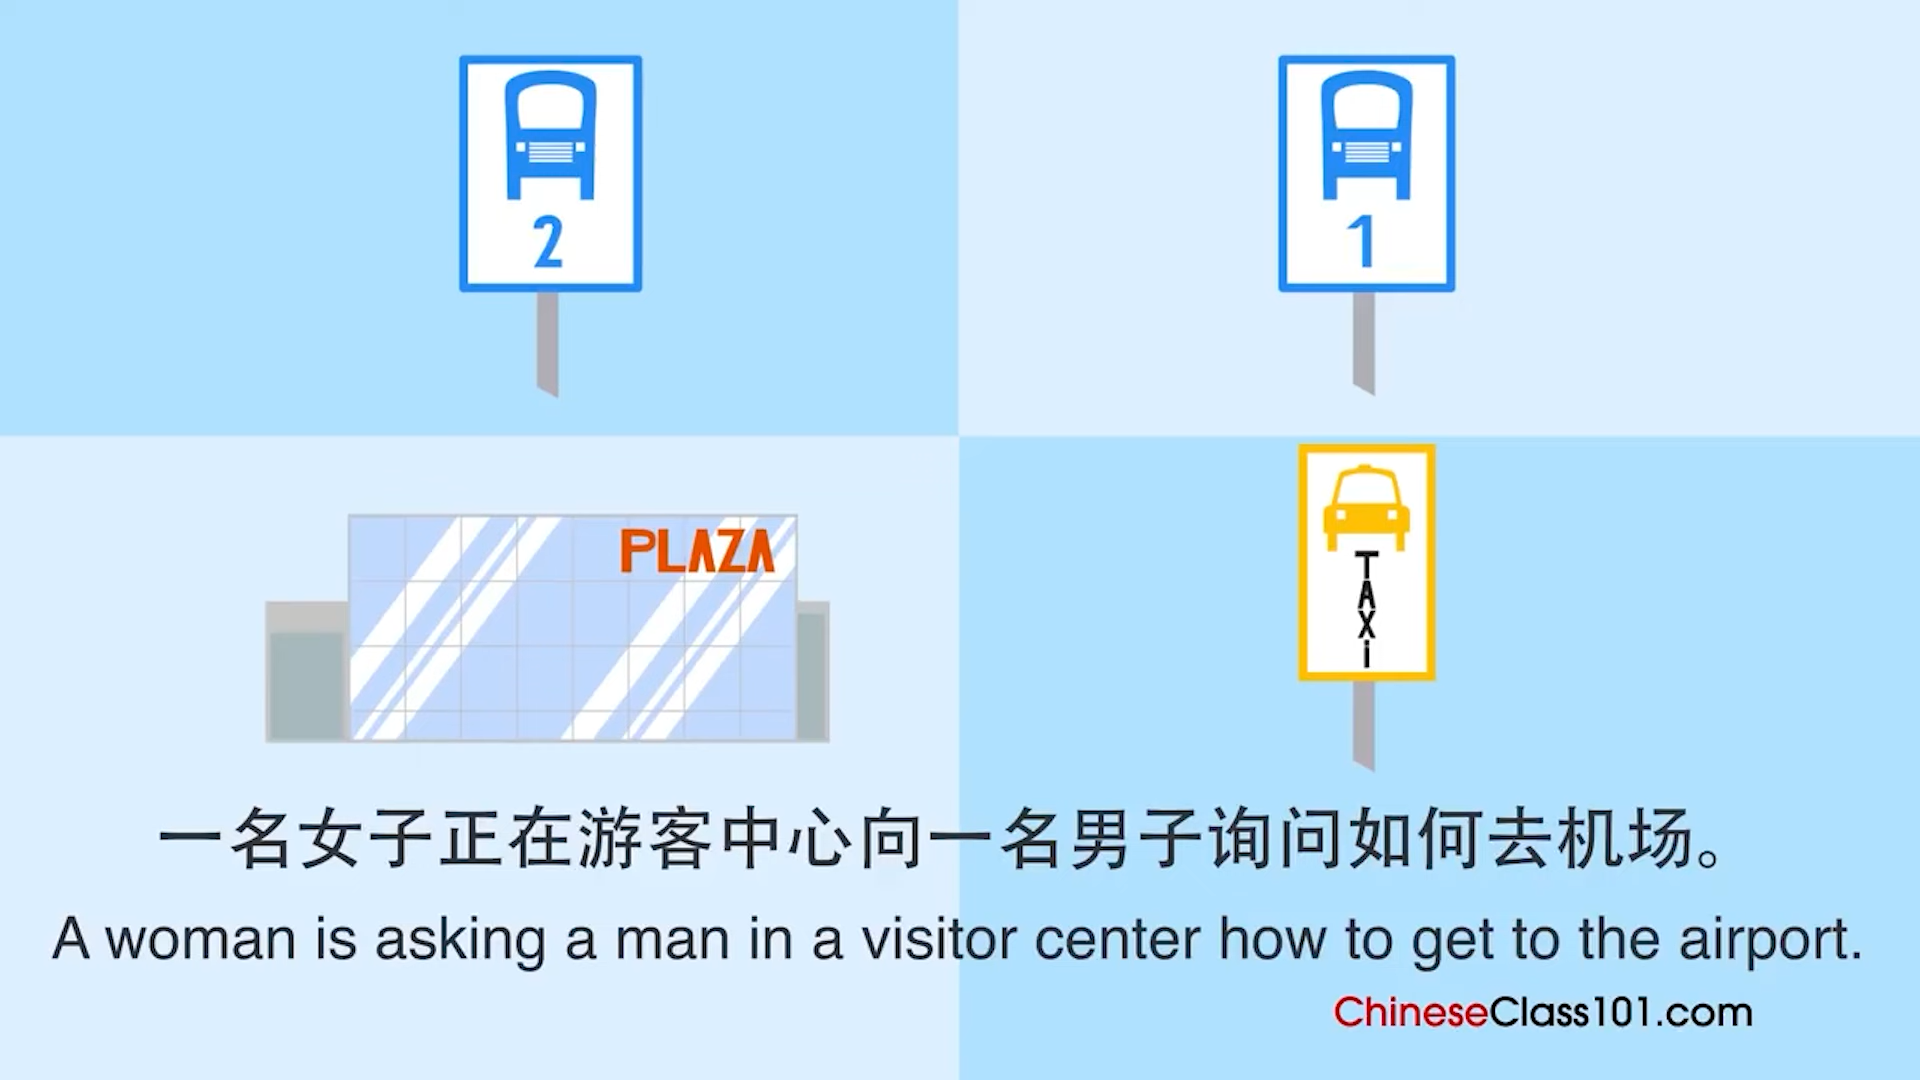 2
1
PLAZA
TAXi
一名女子正在游客中心向一名男子询问如何去机场。
A woman is asking a man in a visitor center how to get to the airport.
ChineseClass101.com